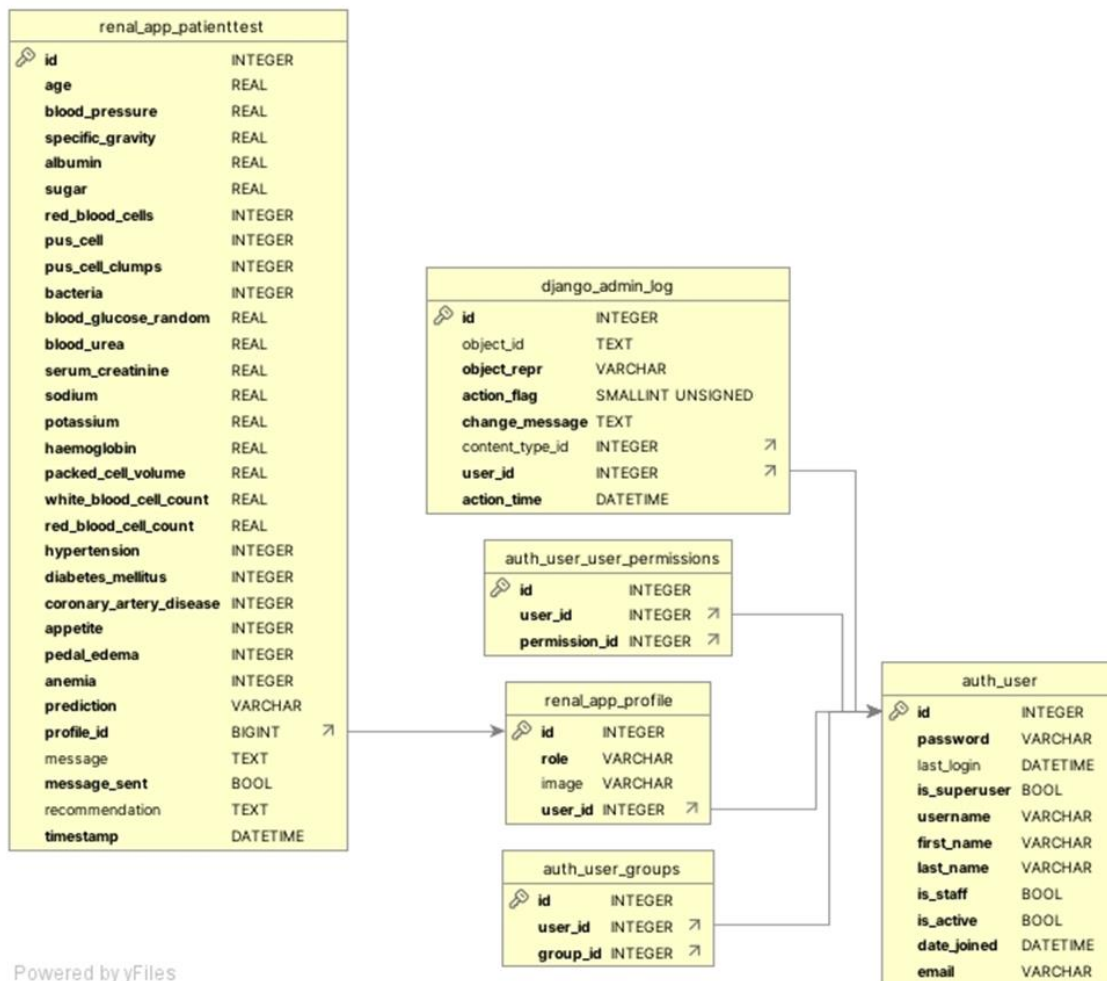 renal_app_patienttest
id INTEGER
age REAL
blood_pressure REAL
specific_gravity REAL
albumin REAL
sugar REAL
red_blood_cells INTEGER
pus_cell INTEGER
pus_cell_clumps INTEGER
bacteria INTEGER
blood_glucose_random REAL
blood_urea REAL
serum_creatinine REAL
sodium REAL
potassium REAL
haemoglobin REAL
packed_cell_volume REAL
white_blood_cell_count REAL
red_blood_cell_count REAL
hypertension INTEGER
diabetes_mellitus INTEGER
coronary_artery_disease INTEGER
appetite INTEGER
pedal_edema INTEGER
anemia INTEGER
prediction VARCHAR
profile_id BIGINT
message TEXT
message_sent BOOL
recommendation TEXT
timestamp DATETIME
django_admin_log
id INTEGER
object_id TEXT
object_repr VARCHAR
action_flag SMALLINT UNSIGNED
change_message TEXT
content_type_id INTEGER
user_id INTEGER
action_time DATETIME
auth_user_user_permissions
id INTEGER
user_id INTEGER
permission_id INTEGER
renal_app_profile
id INTEGER
role VARCHAR
image VARCHAR
user_id INTEGER
auth_user_groups
id INTEGER
user_id INTEGER
group_id INTEGER
auth_user
id INTEGER
password VARCHAR
last_login DATETIME
is_superuser BOOL
username VARCHAR
first_name VARCHAR
last_name VARCHAR
is_staff BOOL
is_active BOOL
date_joined DATETIME
email VARCHAR
Powered by yFiles